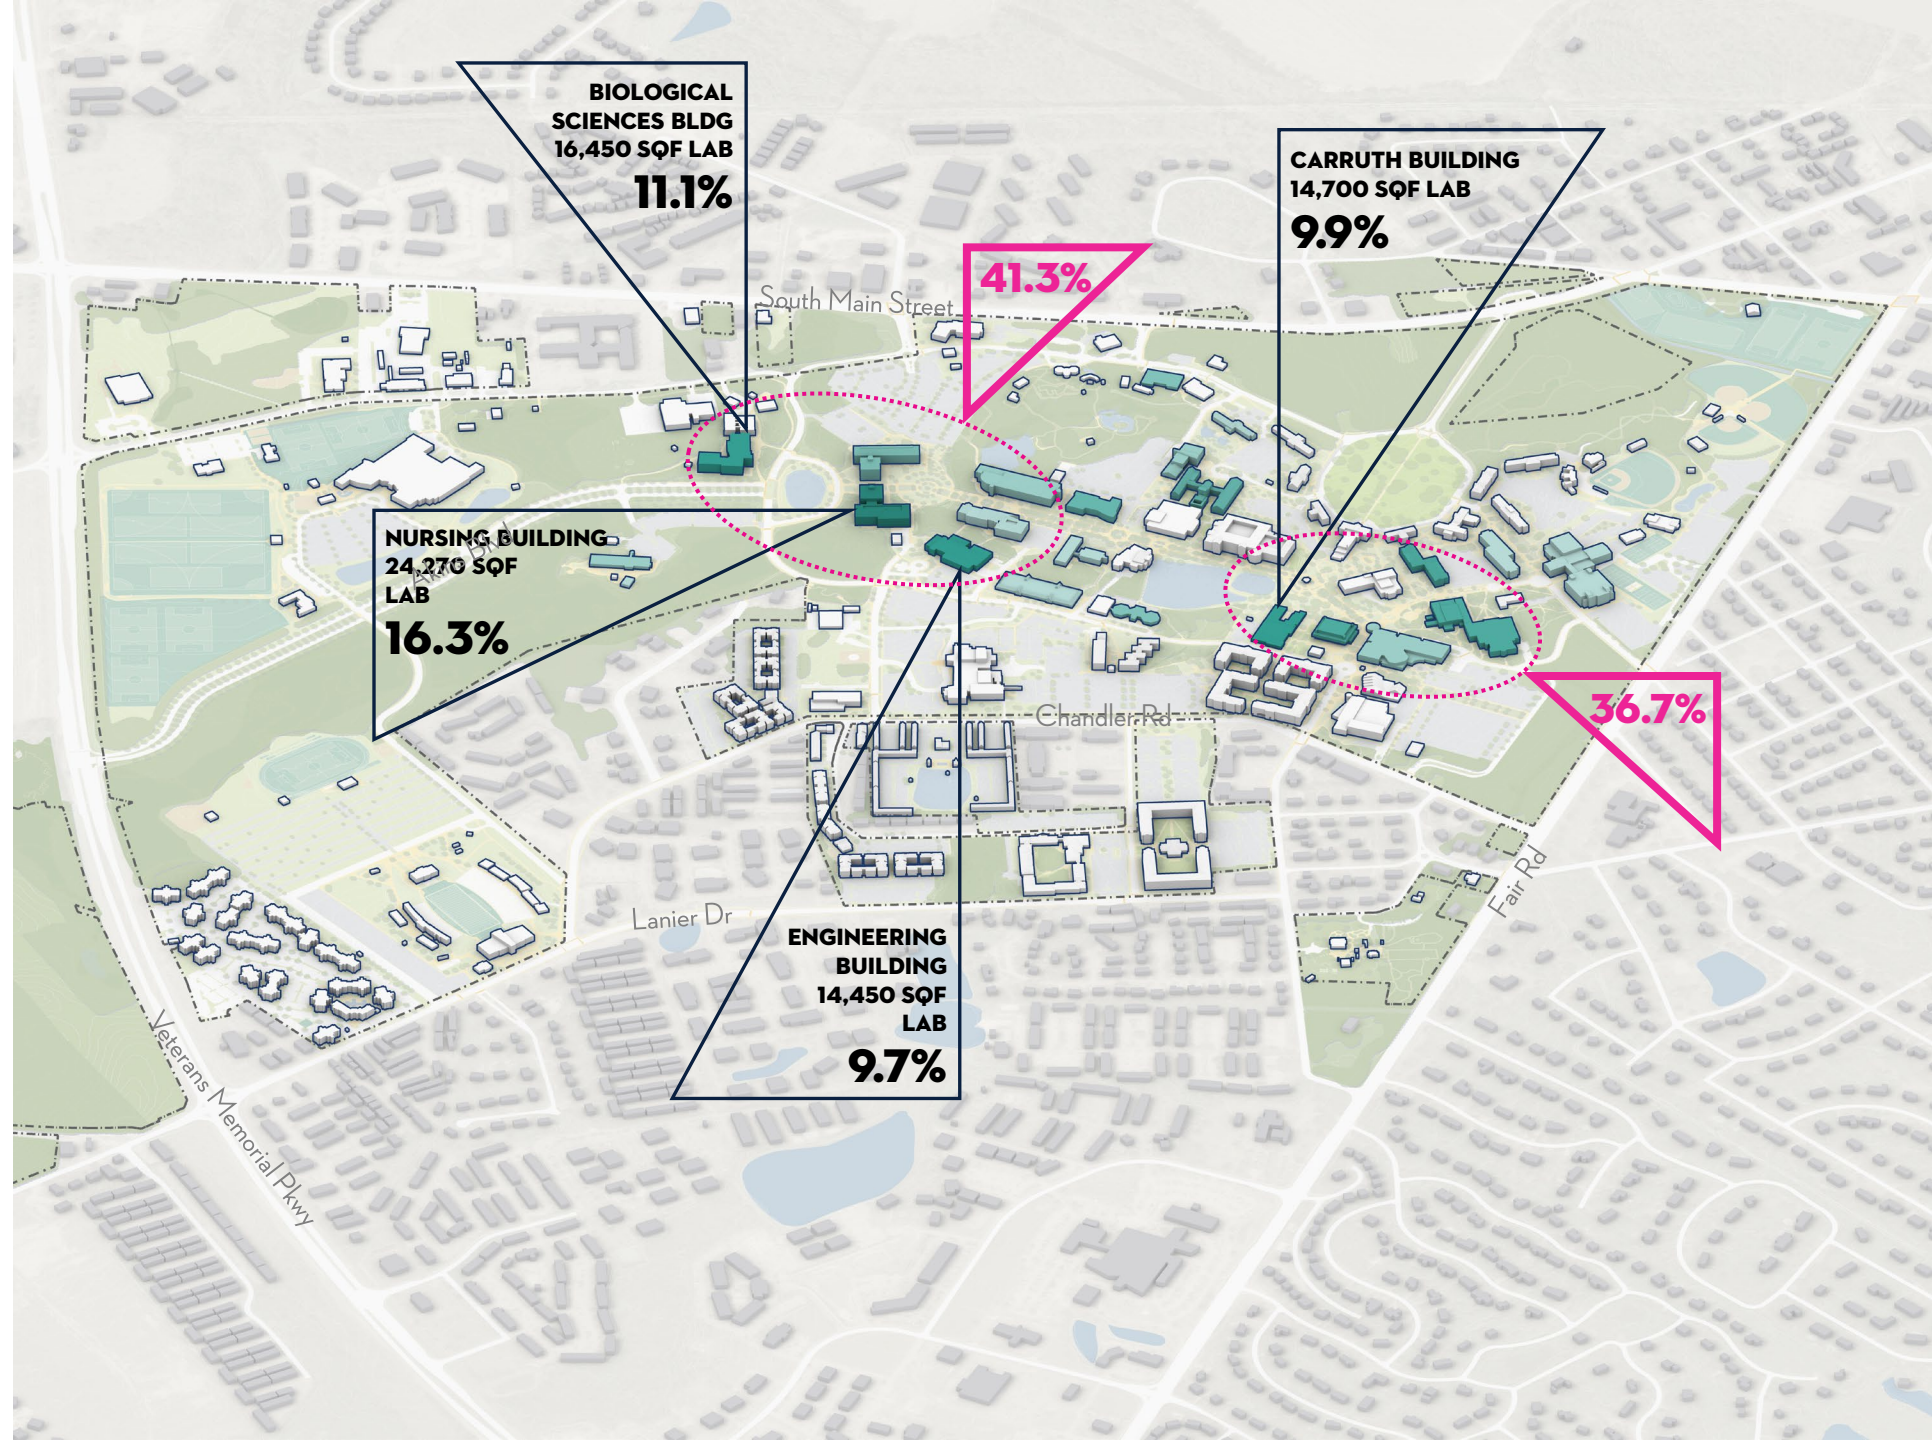 BIOLOGICAL
SCIENCES BLDG
16,450 SQF LAB
11.1%
CARRUTH BUILDING
14,700 SQF LAB
9.9%
41.3%
South Main Street
NURSING BUILDING
24,270 SQF
LAB
16.3%
36.7%
Chandler Rd
Fair Rd
Lanier Dr
ENGINEERING
BUILDING
14,450 SQF
LAB
9.7%
Veterans Memorial Pkwy